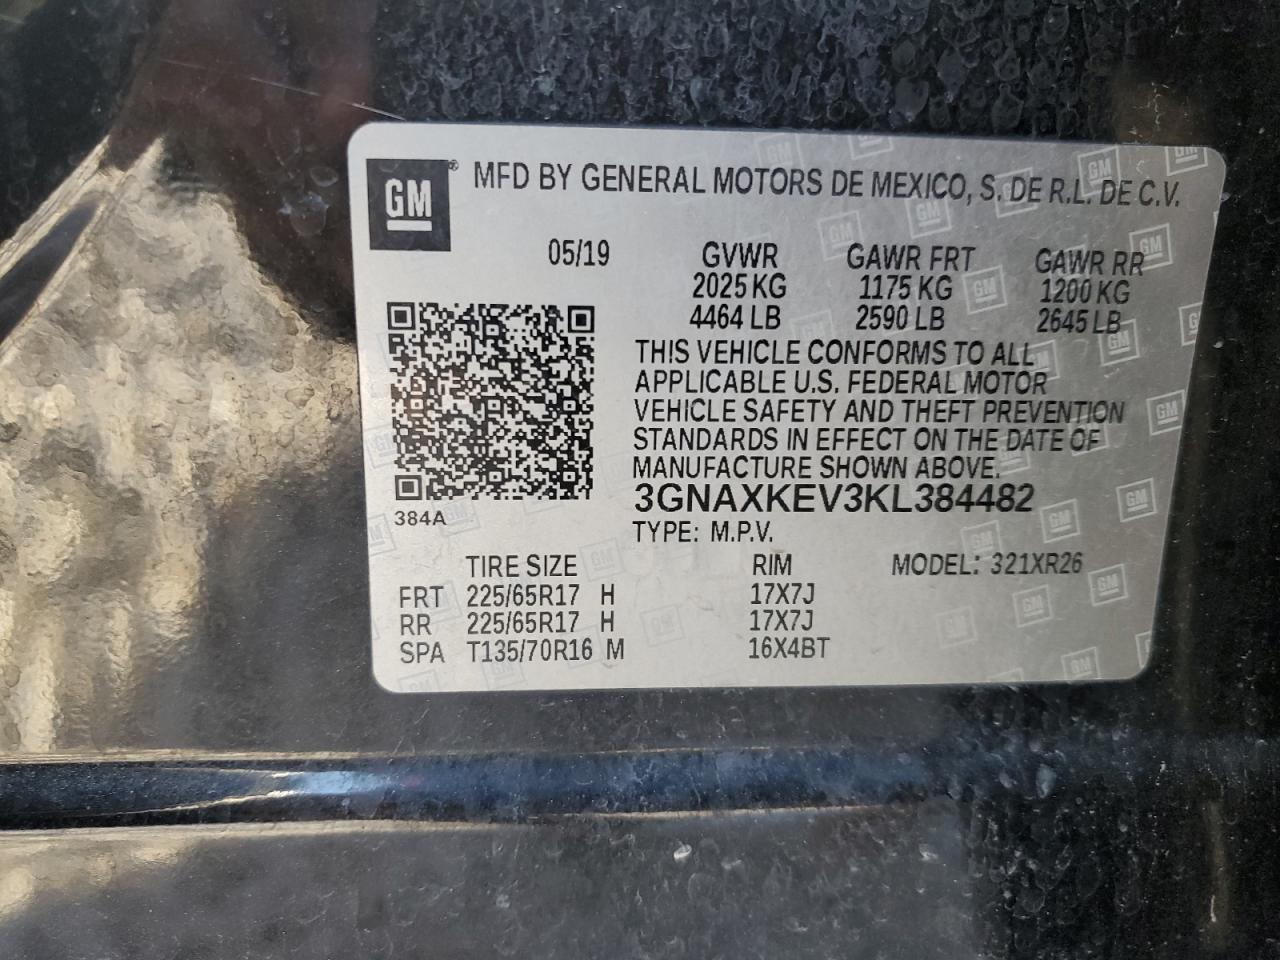 GM® MFD BY GENERAL MOTORS DE MEXICO, S. DE R.L. DE C.V.
05/19 GVWR GAWR FRT GAWR RR
2025 KG 1175 KG 1200 KG
4464 LB 2590 LB 2645 LB
THIS VEHICLE CONFORMS TO ALL
APPLICABLE U.S. FEDERAL MOTOR
VEHICLE SAFETY AND THEFT PREVENTION
STANDARDS IN EFFECT ON THE DATE OF
MANUFACTURE SHOWN ABOVE.
3GNAXKEV3KL384482
384A
TYPE: M.P.V.
TIRE SIZE RIM MODEL: 321XR26
FRT 225/65R17 H 17X7J
RR 225/65R17 H 17X7J
SPA T135/70R16 M 16X4BT